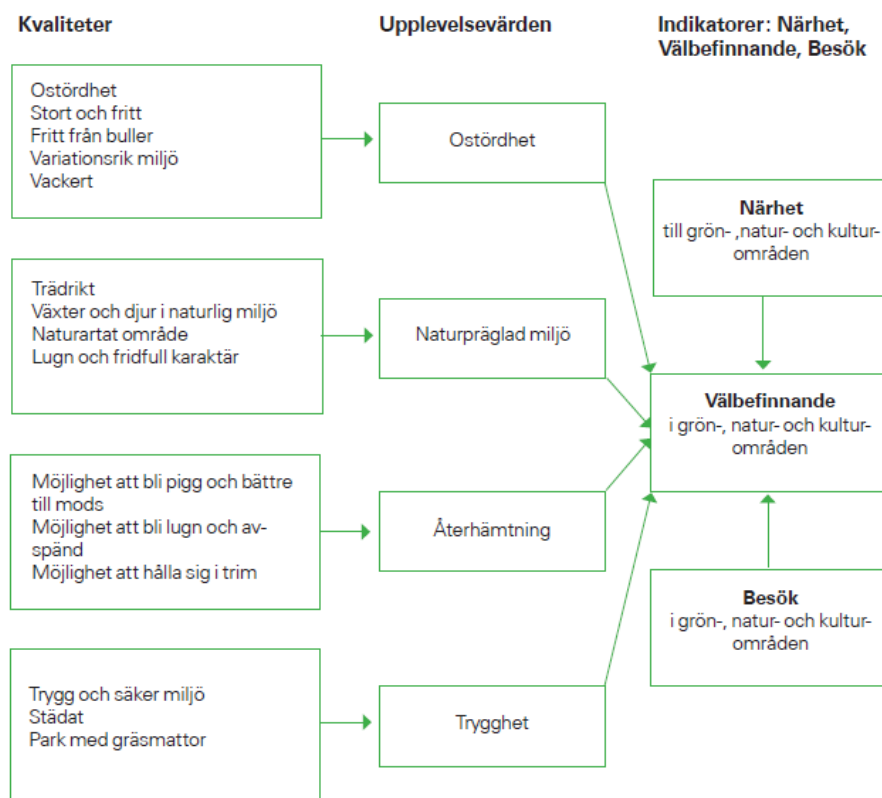 Kvaliteter
Upplevelsevärden
Indikatorer: Närhet,
Välbefinnande, Besök
Ostördhet
Stort och fritt
Fritt från buller
Variationsrik miljö
Vackert
Ostördhet
Närhet
till grön- ,natur- och kultur-
områden
Trädrikt
Växter och djur i naturlig miljö
Naturartat område
Lugn och fridfull karaktär
Naturpräglad miljö
Välbefinnande
i grön-, natur- och kultur-
områden
Möjlighet att bli pigg och bättre
till mods
Möjlighet att bli lugn och av-
spänd
Möjlighet att hålla sig i trim
Återhämtning
Besök
i grön-, natur- och kultur-
områden
Trygg och säker miljö
Städat
Park med gräsmattor
Trygghet